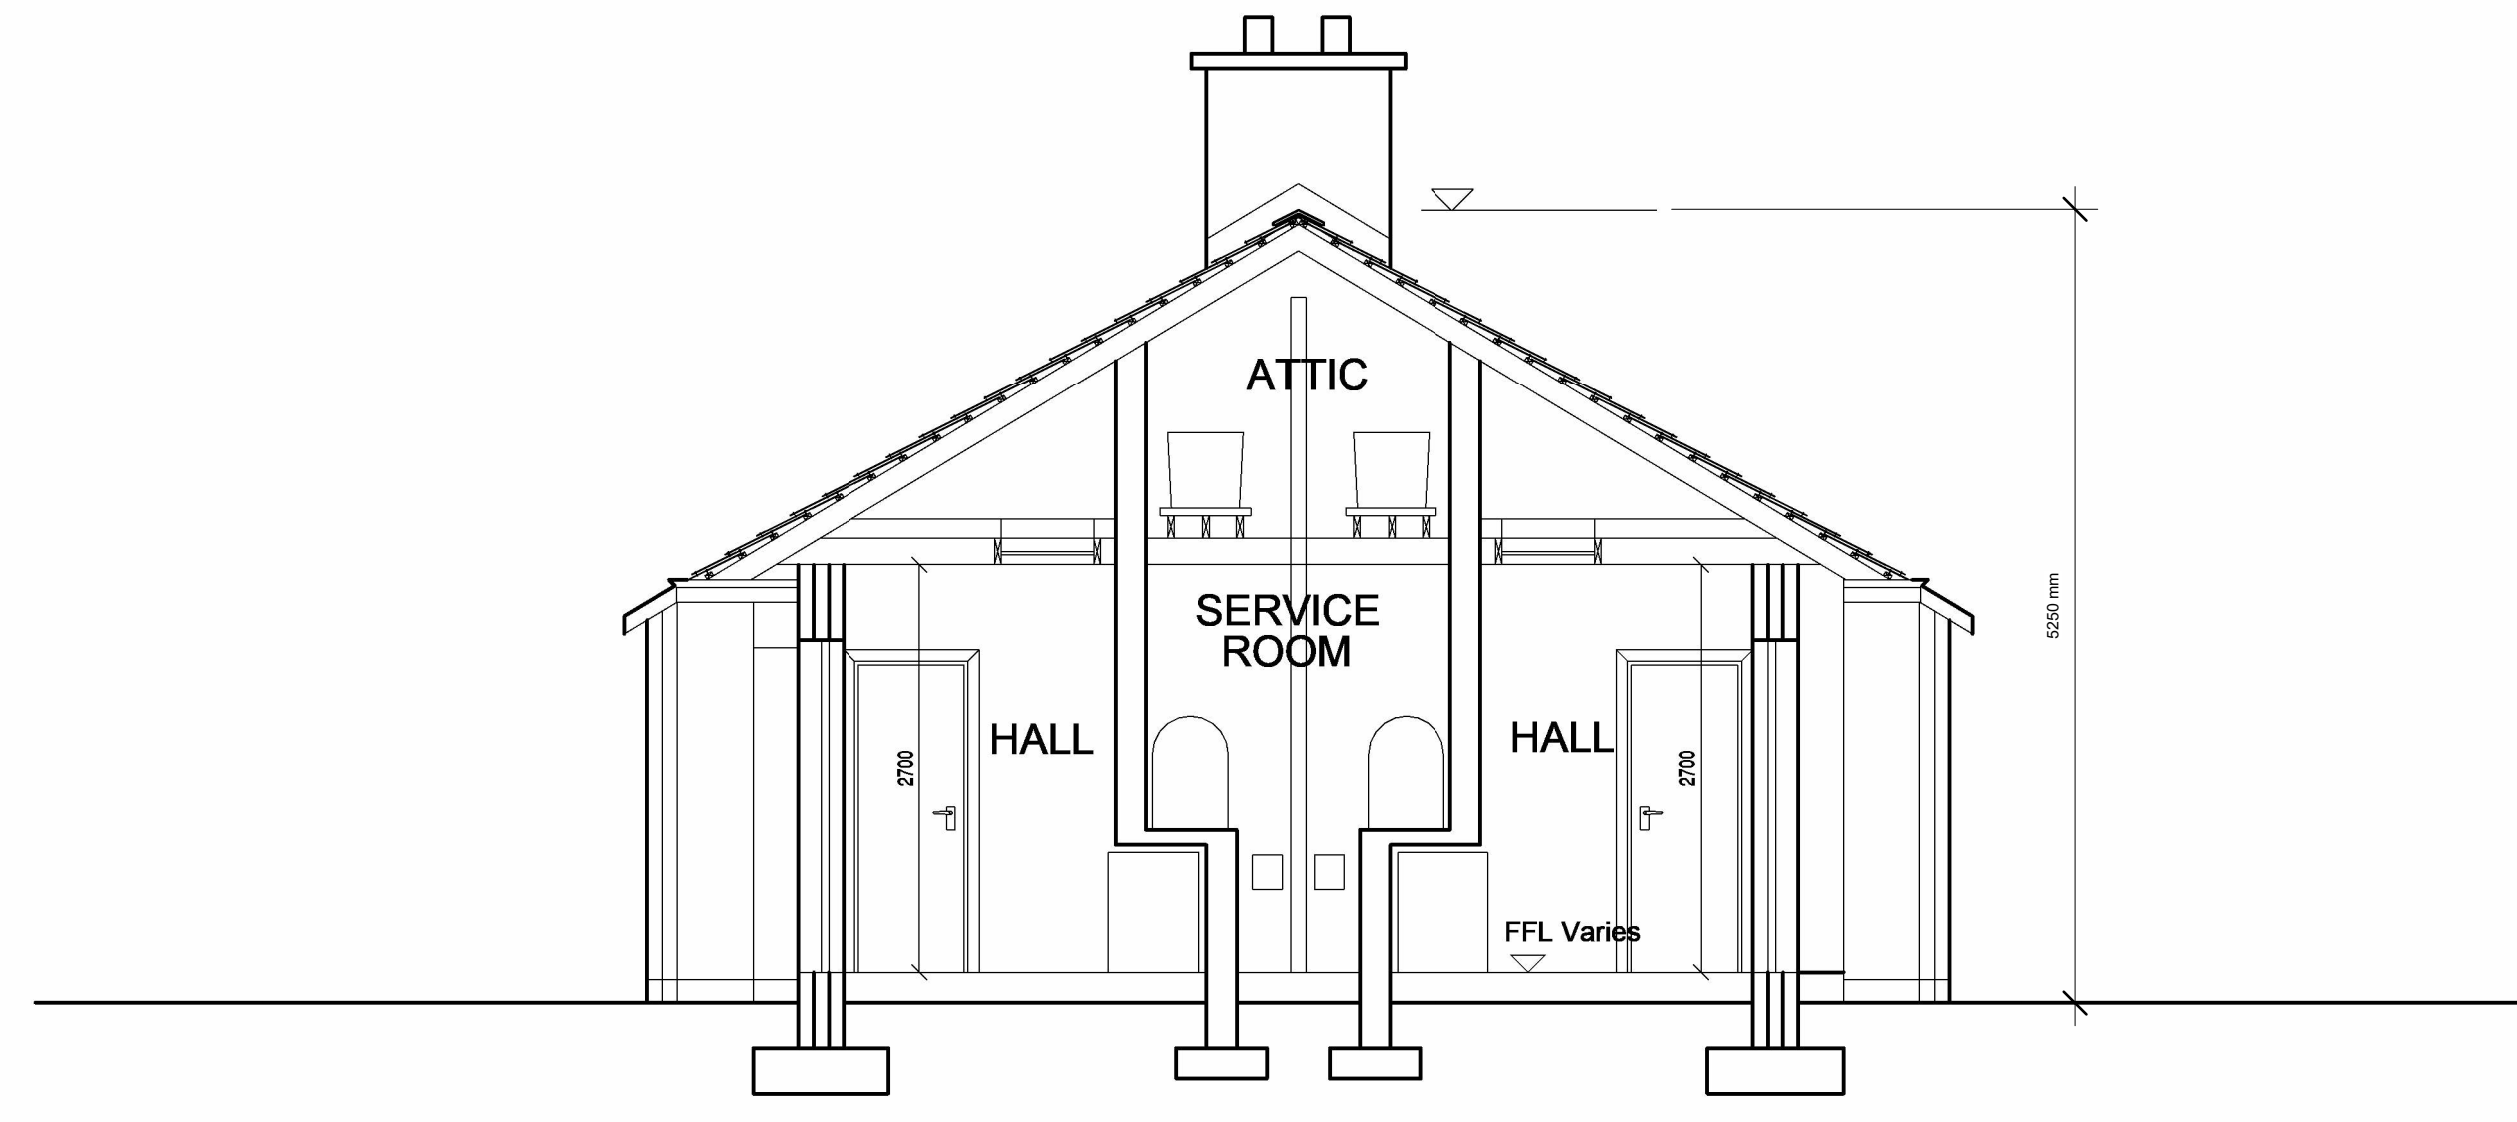 ATTIC
5250 mm
SERVICE
ROOM
HALL
HALL
2700
2700
FFL Varies